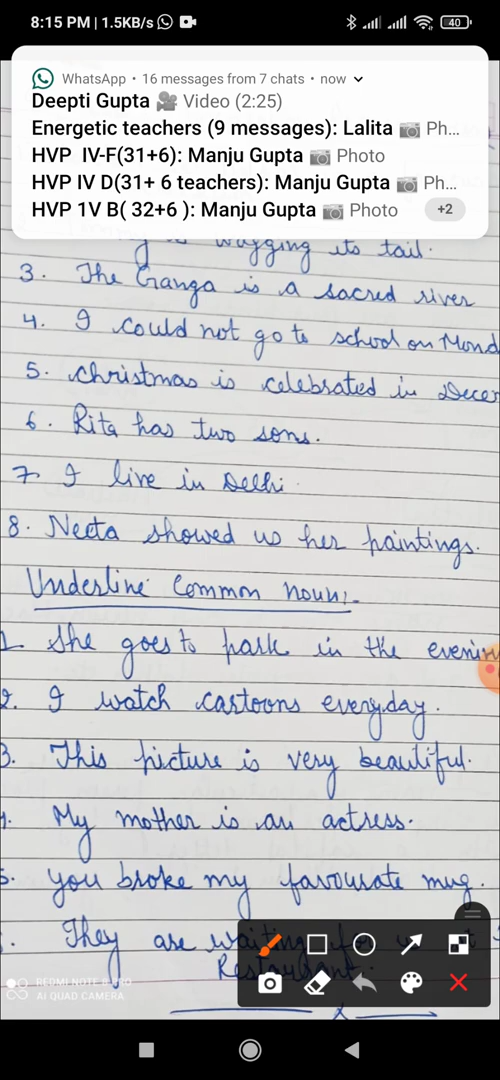 8:15 PM | 1.5KB/s
40
WhatsApp • 16 messages from 7 chats • now
Deepti Gupta 🎥 Video (2:25)
Energetic teachers (9 messages): Lalita 📷 Ph...
HVP IV-F(31+6): Manju Gupta 📷 Photo
HVP IV D(31+ 6 teachers): Manju Gupta 📷 Ph...
HVP 1V B( 32+6 ): Manju Gupta 📷 Photo
+2
wagging its tail.
3. The Ganga is a sacred river
4. I could not go to school on Mond
5. Christmas is celebrated in Decem
6. Rita has two sons.
7. I live in Delhi.
8. Neeta showed us her paintings.
Underline Common noun:-
1. She goes to park in the evenin
2. I watch cartoons everyday.
3. This picture is very beautiful.
4. My mother is an actress.
5. You broke my favourate mug.
They are waiting for
Restaurant.
REDMI NOTE 8 PRO
AI QUAD CAMERA